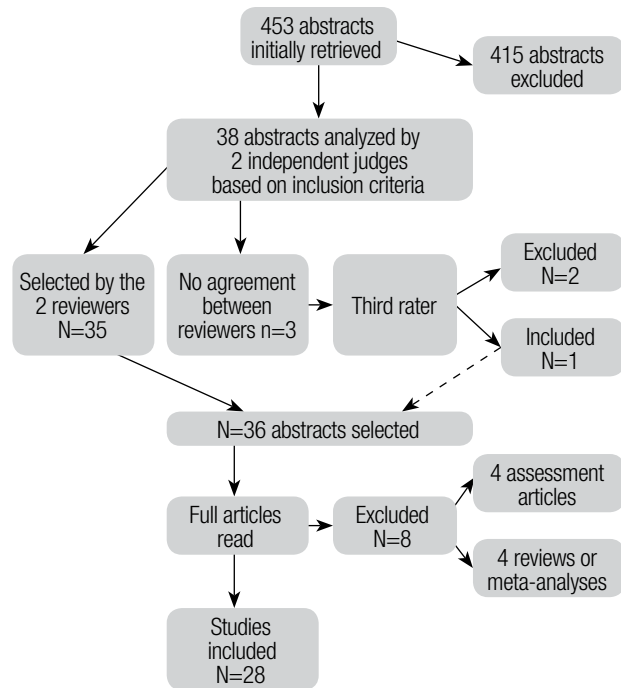 453 abstracts
initially retrieved
415 abstracts
excluded
38 abstracts analyzed by
2 independent judges
based on inclusion criteria
Selected by the
2 reviewers
N=35
No agreement
between
reviewers n=3
Third rater
Excluded
N=2
Included
N=1
N=36 abstracts selected
Full articles
read
Excluded
N=8
4 assessment
articles
4 reviews or
meta-analyses
Studies
included
N=28